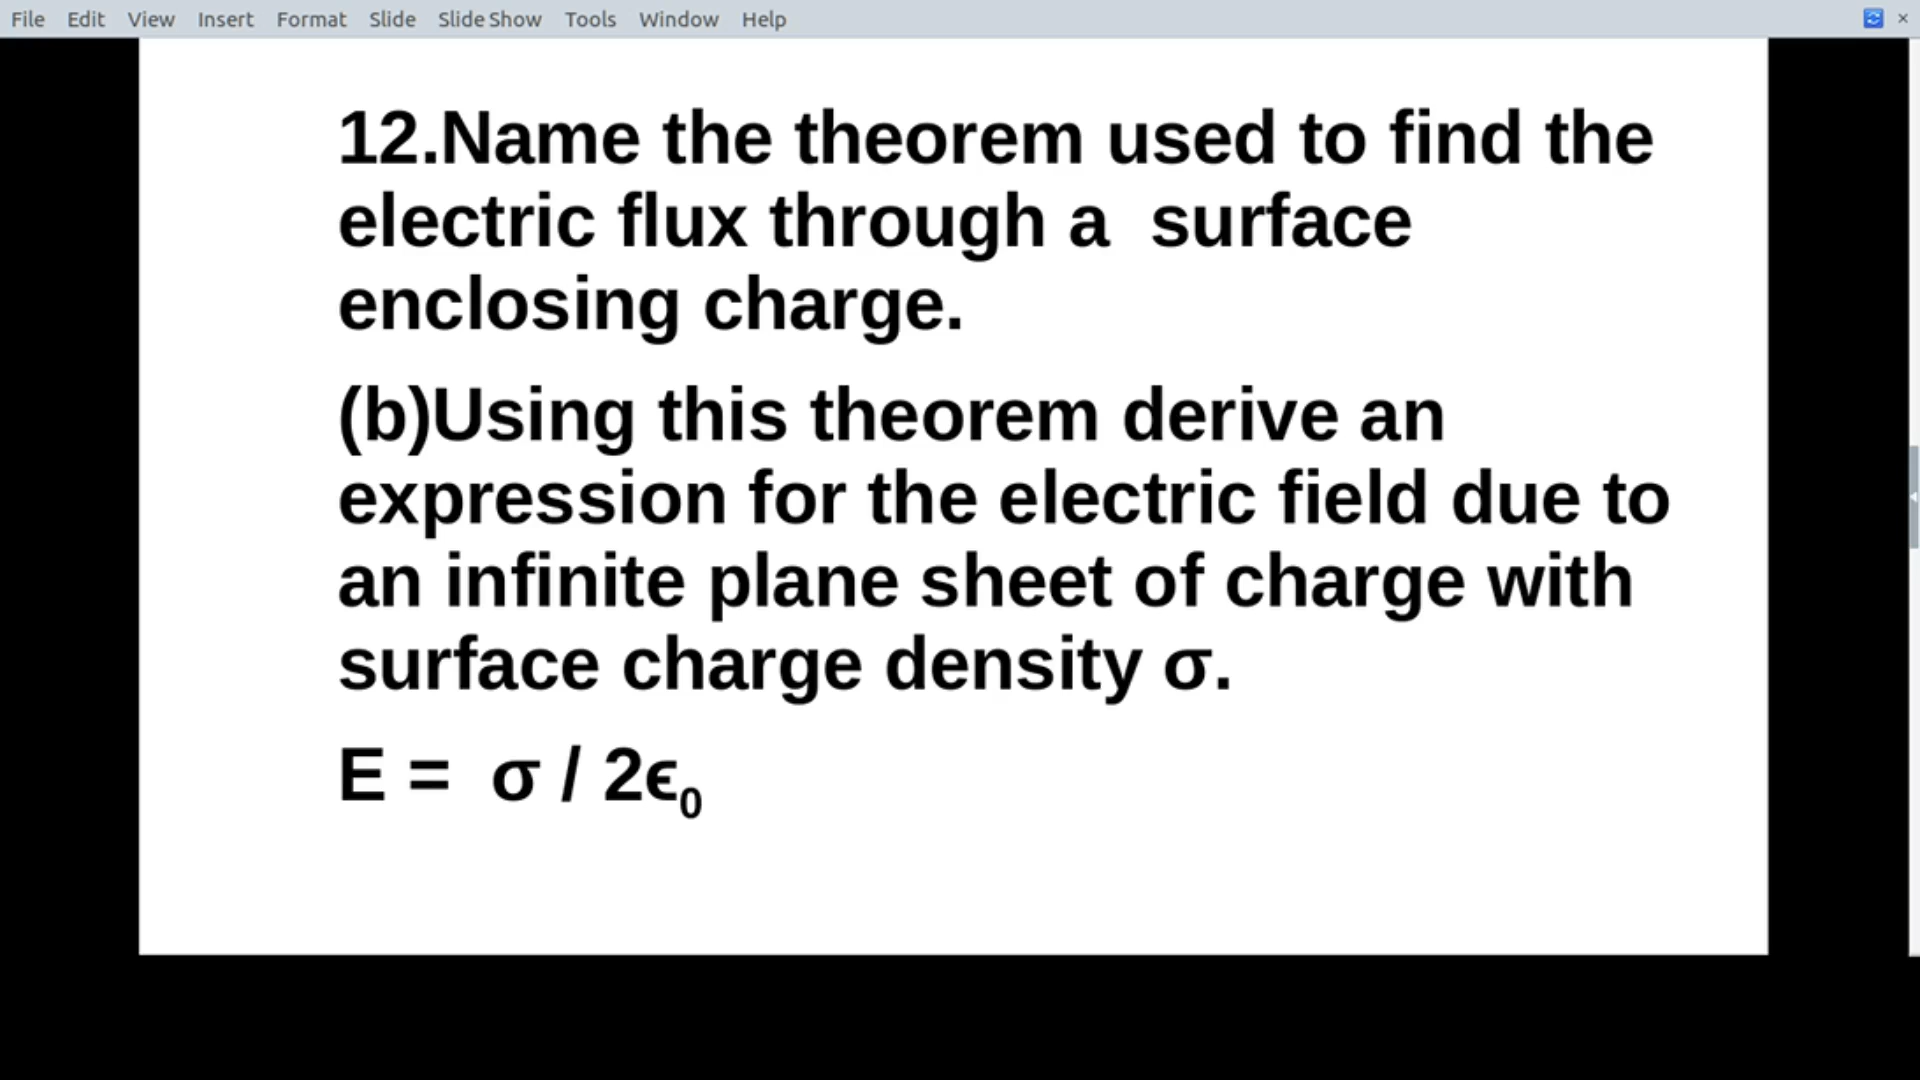 File Edit View Insert Format Slide Slide Show Tools Window Help
12.Name the theorem used to find the
electric flux through a  surface
enclosing charge.
(b)Using this theorem derive an
expression for the electric field due to
an infinite plane sheet of charge with
surface charge density σ.
E =  σ / 2ϵ₀